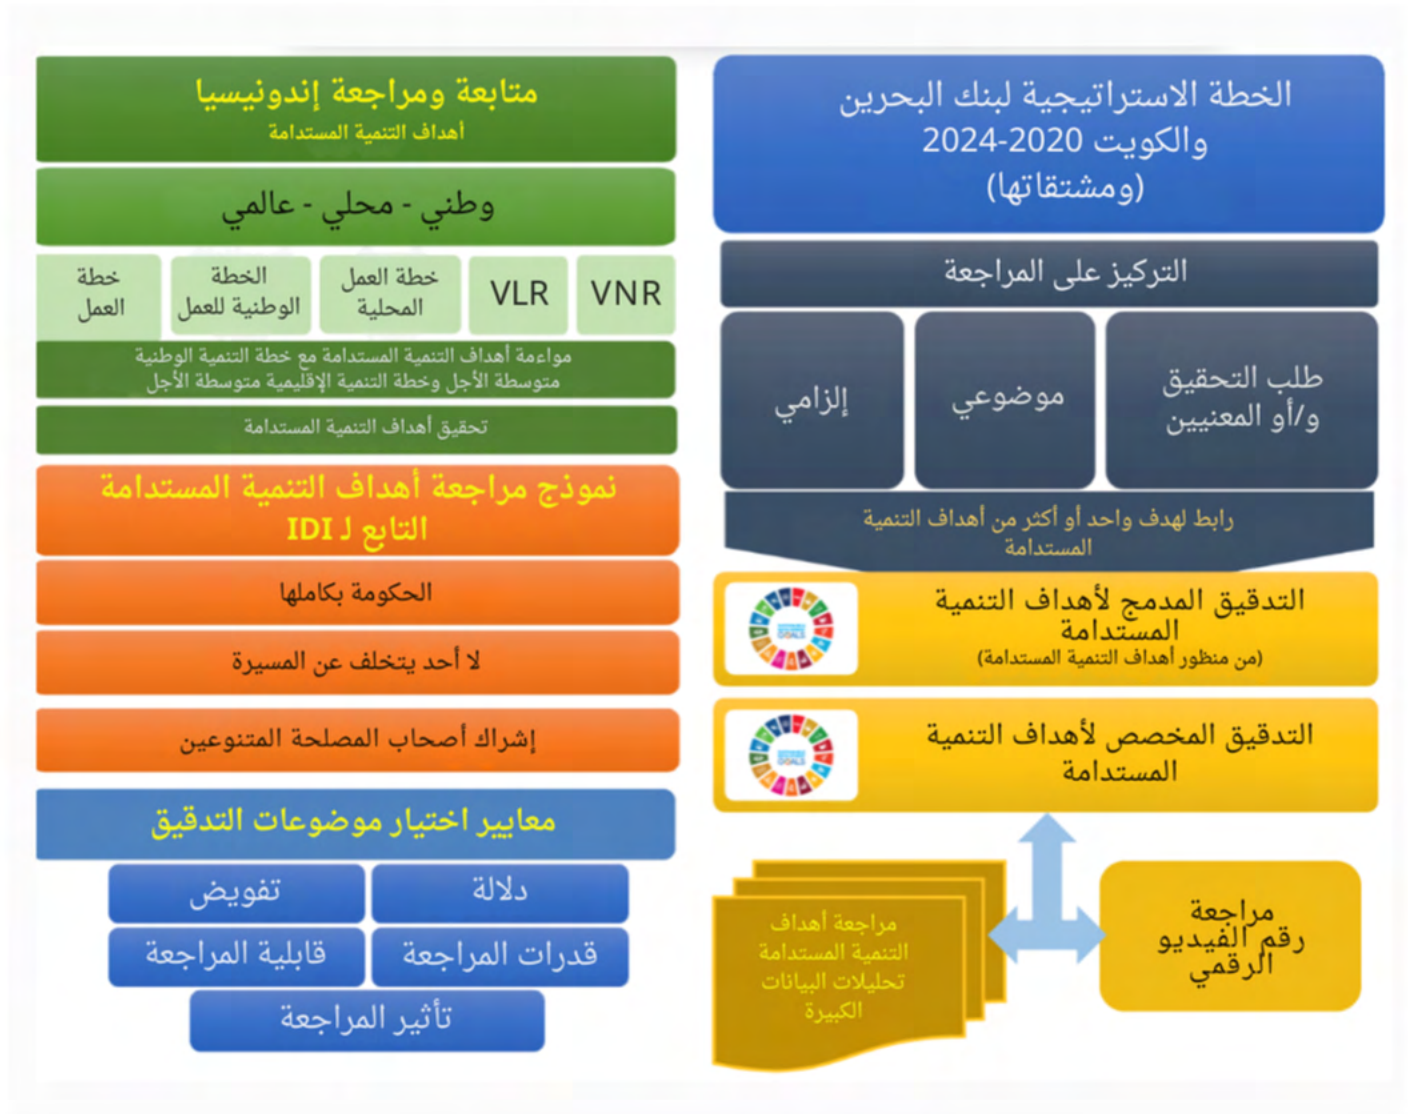 الخطة الاستراتيجية لبنك البحرين
والكويت 2020-2024
(ومشتقاتها)
التركيز على المراجعة
طلب التحقيق
و/أو المعنيين
موضوعي
إلزامي
رابط لهدف واحد أو أكثر من أهداف التنمية
المستدامة
التدقيق المدمج لأهداف التنمية
المستدامة
(من منظور أهداف التنمية المستدامة)
التدقيق المخصص لأهداف التنمية
المستدامة
مراجعة
رقم الفيديو
الرقمي
مراجعة أهداف
التنمية المستدامة
تحليلات البيانات
الكبيرة
متابعة ومراجعة إندونيسيا
أهداف التنمية المستدامة
وطني - محلي - عالمي
VNR
VLR
خطة العمل
المحلية
الخطة
الوطنية للعمل
خطة
العمل
مواءمة أهداف التنمية المستدامة مع خطة التنمية الوطنية
متوسطة الأجل وخطة التنمية الإقليمية متوسطة الأجل
تحقيق أهداف التنمية المستدامة
نموذج مراجعة أهداف التنمية المستدامة
التابع لـ IDI
الحكومة بكاملها
لا أحد يتخلف عن المسيرة
إشراك أصحاب المصلحة المتنوعين
معايير اختيار موضوعات التدقيق
دلالة
تفويض
قدرات المراجعة
قابلية المراجعة
تأثير المراجعة